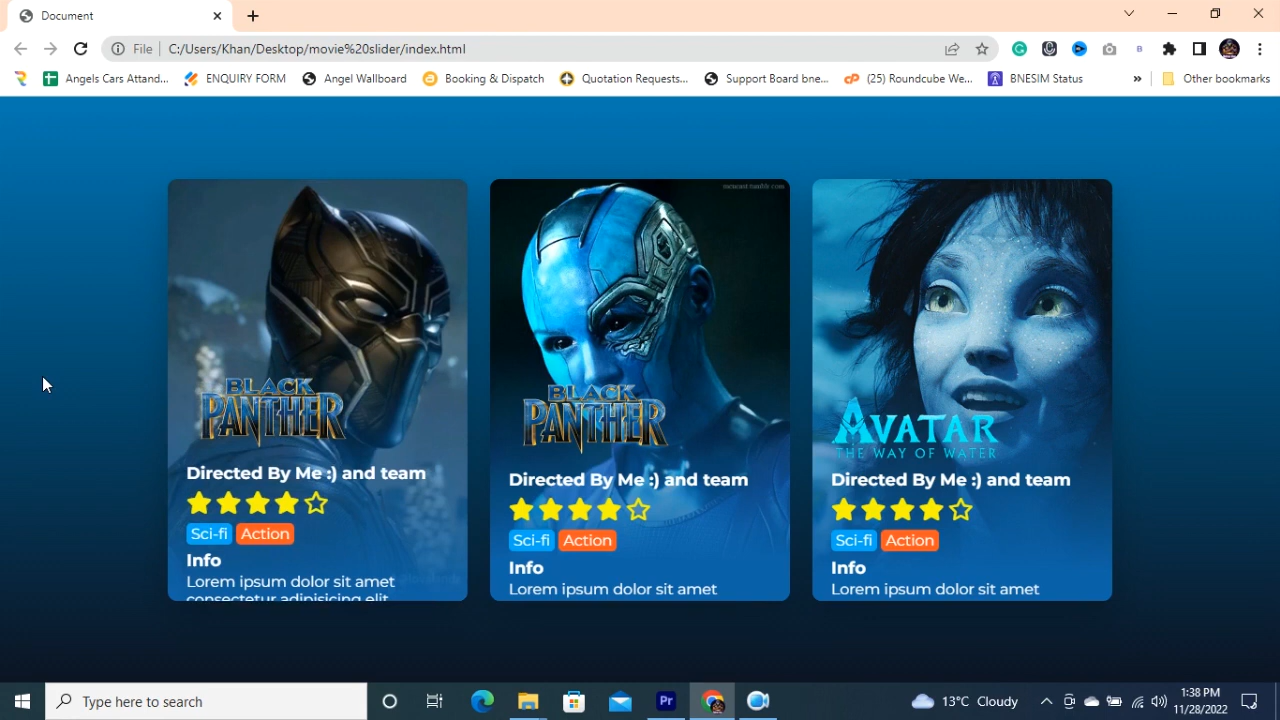 Document
File
C:/Users/Khan/Desktop/movie%20slider/index.html
Angels Cars Attand...
ENQUIRY FORM
Angel Wallboard
Booking & Dispatch
Quotation Requests...
Support Board bne...
(25) Roundcube We...
BNESIM Status
»
Other bookmarks
BLACK
PANTHER
Directed By Me :) and team
Sci-fi Action
Info
Lorem ipsum dolor sit amet
consectetur adipisicing elit
BLACK
PANTHER
Directed By Me :) and team
Sci-fi Action
Info
Lorem ipsum dolor sit amet
AVATAR
THE WAY OF WATER
Directed By Me :) and team
Sci-fi Action
Info
Lorem ipsum dolor sit amet
Type here to search
Pr
13°C Cloudy
1:38 PM
11/28/2022